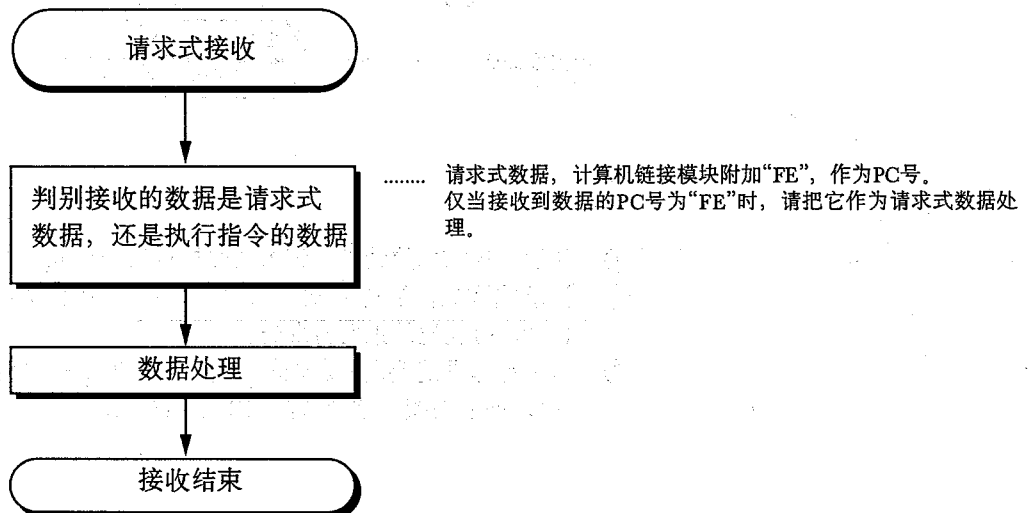 请求式接收
判别接收的数据是请求式
数据，还是执行指令的数据
........ 请求式数据，计算机链接模块附加“FE”，作为PC号。
仅当接收到数据的PC号为“FE”时，请把它作为请求式数据处
理。
数据处理
接收结束